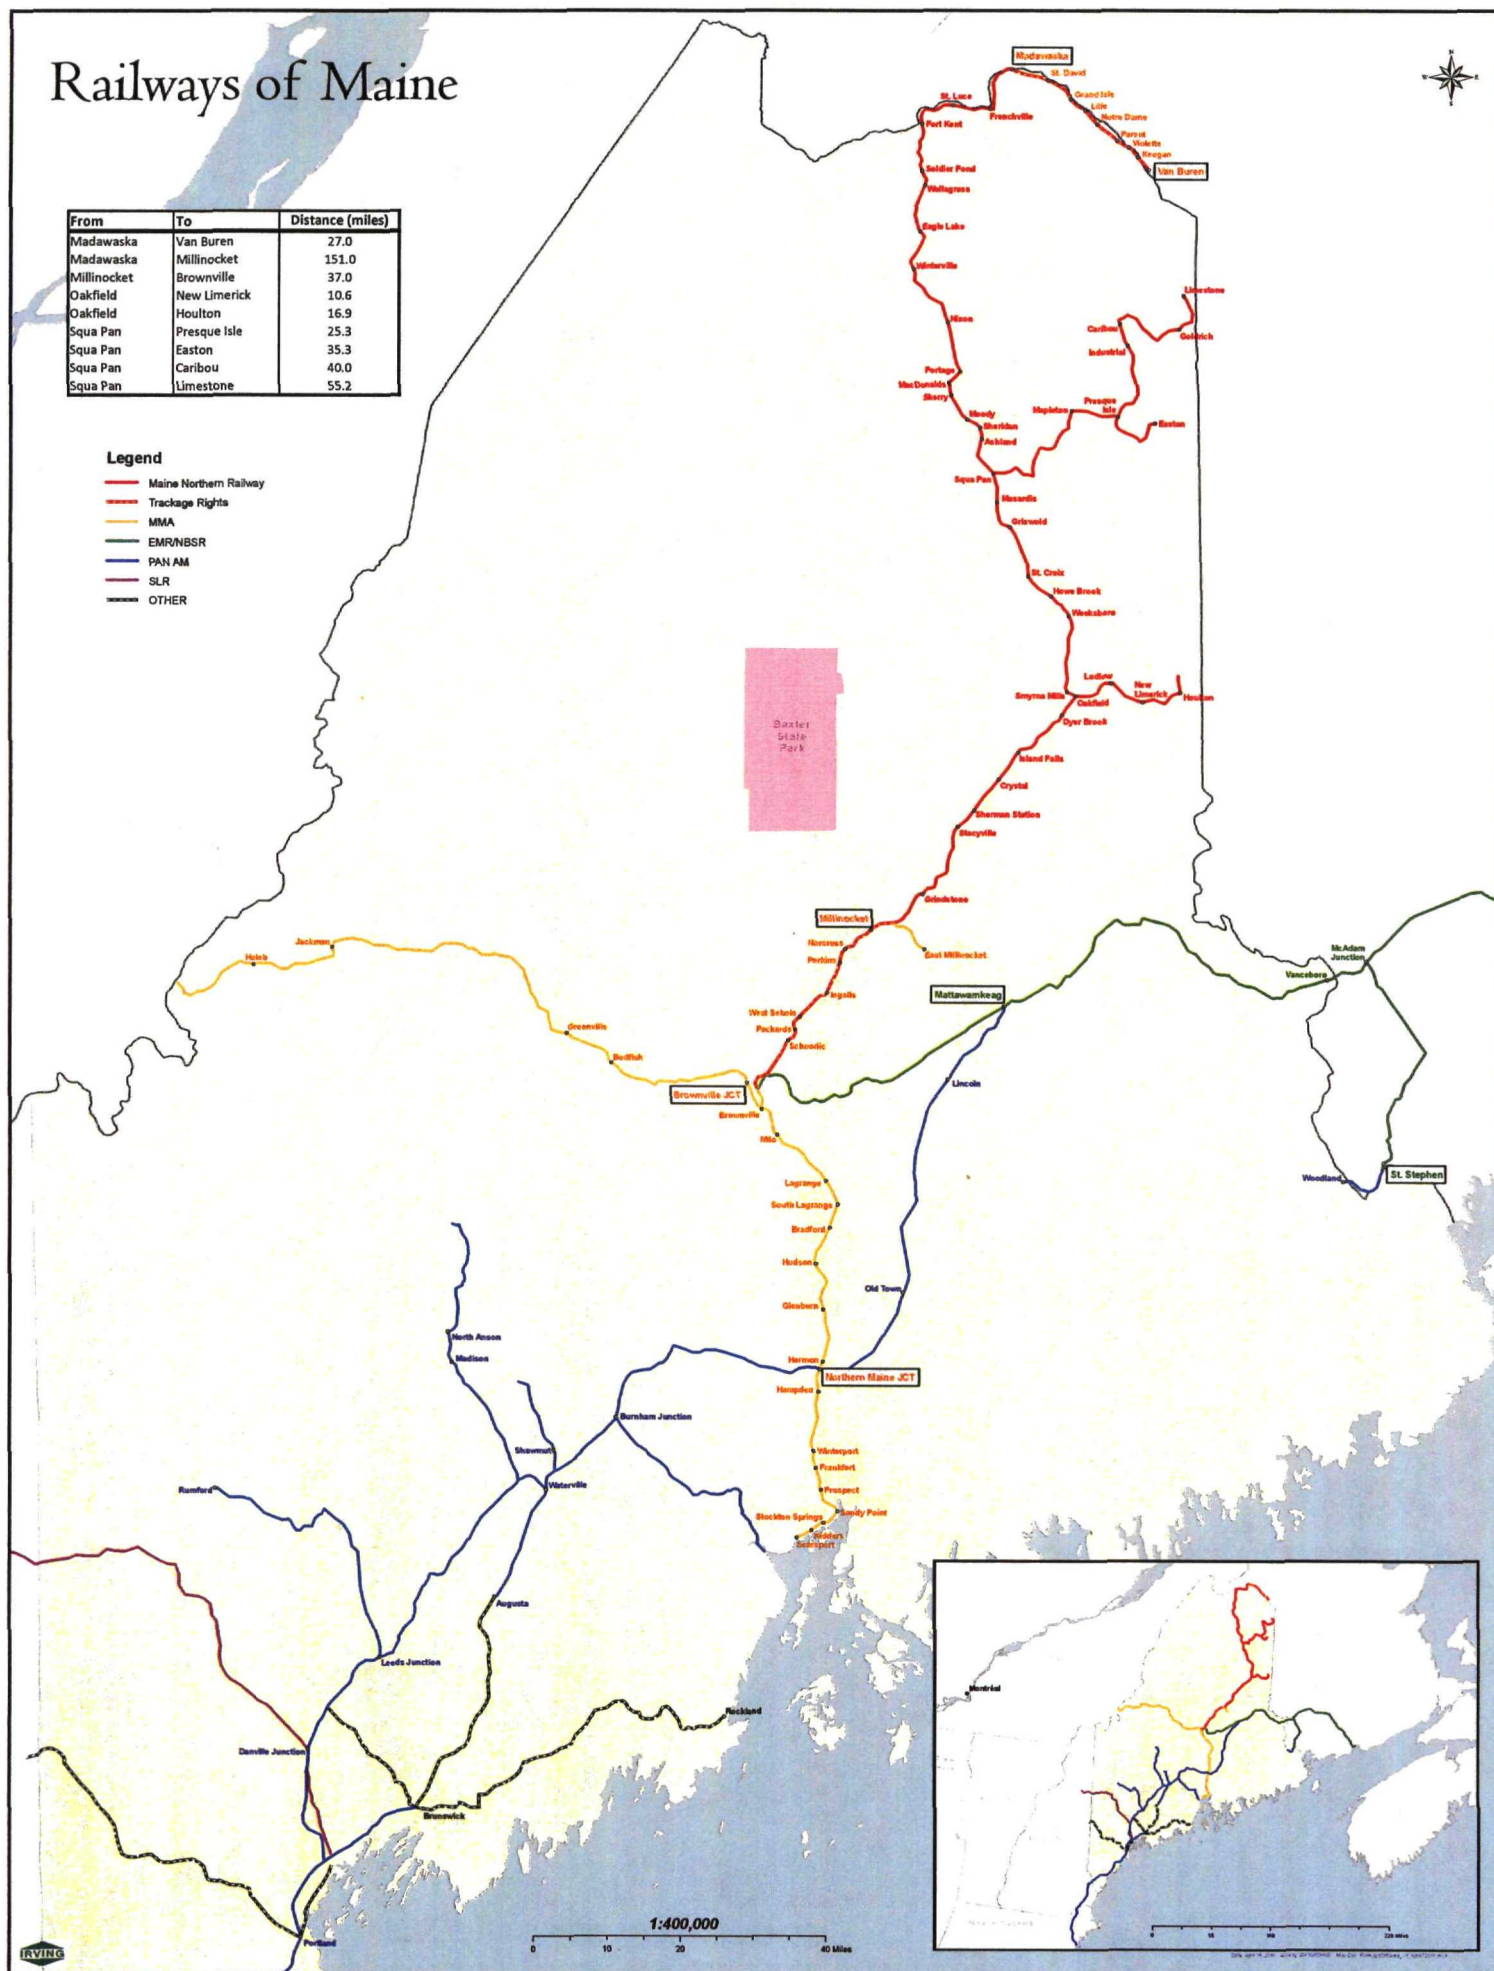 Railways of Maine
From To Distance (miles)
Madawaska Van Buren 27.0
Madawaska Millinocket 151.0
Millinocket Brownville 37.0
Oakfield New Limerick 10.6
Oakfield Houlton 16.9
Squa Pan Presque Isle 25.3
Squa Pan Easton 35.3
Squa Pan Caribou 40.0
Squa Pan Limestone 55.2
Legend
Maine Northern Railway
Trackage Rights
MMA
EMR/NBSR
PAN AM
SLR
OTHER
N
W
E
S
Madawaska
St. David
Grand Isle
Lille
Notre Dame
Parent
Violette
Keegan
Van Buren
St. Luce
Frenchville
Fort Kent
Soldier Pond
Wallagrass
Eagle Lake
Winterville
Nixon
Portage
MacDonalds
Skerry
Moody
Sheridan
Ashland
Squa Pan
Limestone
Goldrich
Caribou
Industrial
Presque
Isle
Mapleton
Easton
Masardis
Griswold
St. Croix
Howe Brook
Weeksboro
Smyrna Mills
Ludlow
New
Limerick
Houlton
Oakfield
Dyer Brook
Island Falls
Crystal
Sherman Station
Stacyville
Grindstone
Baxter
State
Park
Millinocket
East Millinocket
Norcross
Perkins
Ingalls
West Sebois
Packards
Schoodic
Jackman
Holeb
Greenville
Bodfish
Brownville JCT
Brownville
Milo
Lagrange
South Lagrange
Bradford
Hudson
Glenburn
Hermon
Northern Maine JCT
Hampden
Winterport
Frankfort
Prospect
Sandy Point
Stockton Springs
Kidders
Searsport
Mattawamkeag
Lincoln
Old Town
McAdam
Junction
Vanceboro
Woodland
St. Stephen
North Anson
Madison
Shawmut
Burnham Junction
Waterville
Rumford
Augusta
Leeds Junction
Rockland
Danville Junction
Brunswick
Portland
1:400,000
0 10 20 40 Miles
IRVING
Montréal